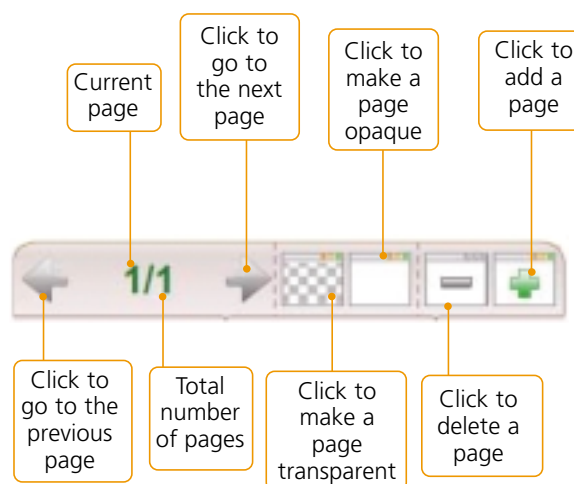 Current
page
Click to
go to
the next
page
Click to
make a
page
opaque
Click to
add a
page
1/1
Click to
go to the
previous
page
Total
number
of pages
Click to
make a
page
transparent
Click to
delete a
page